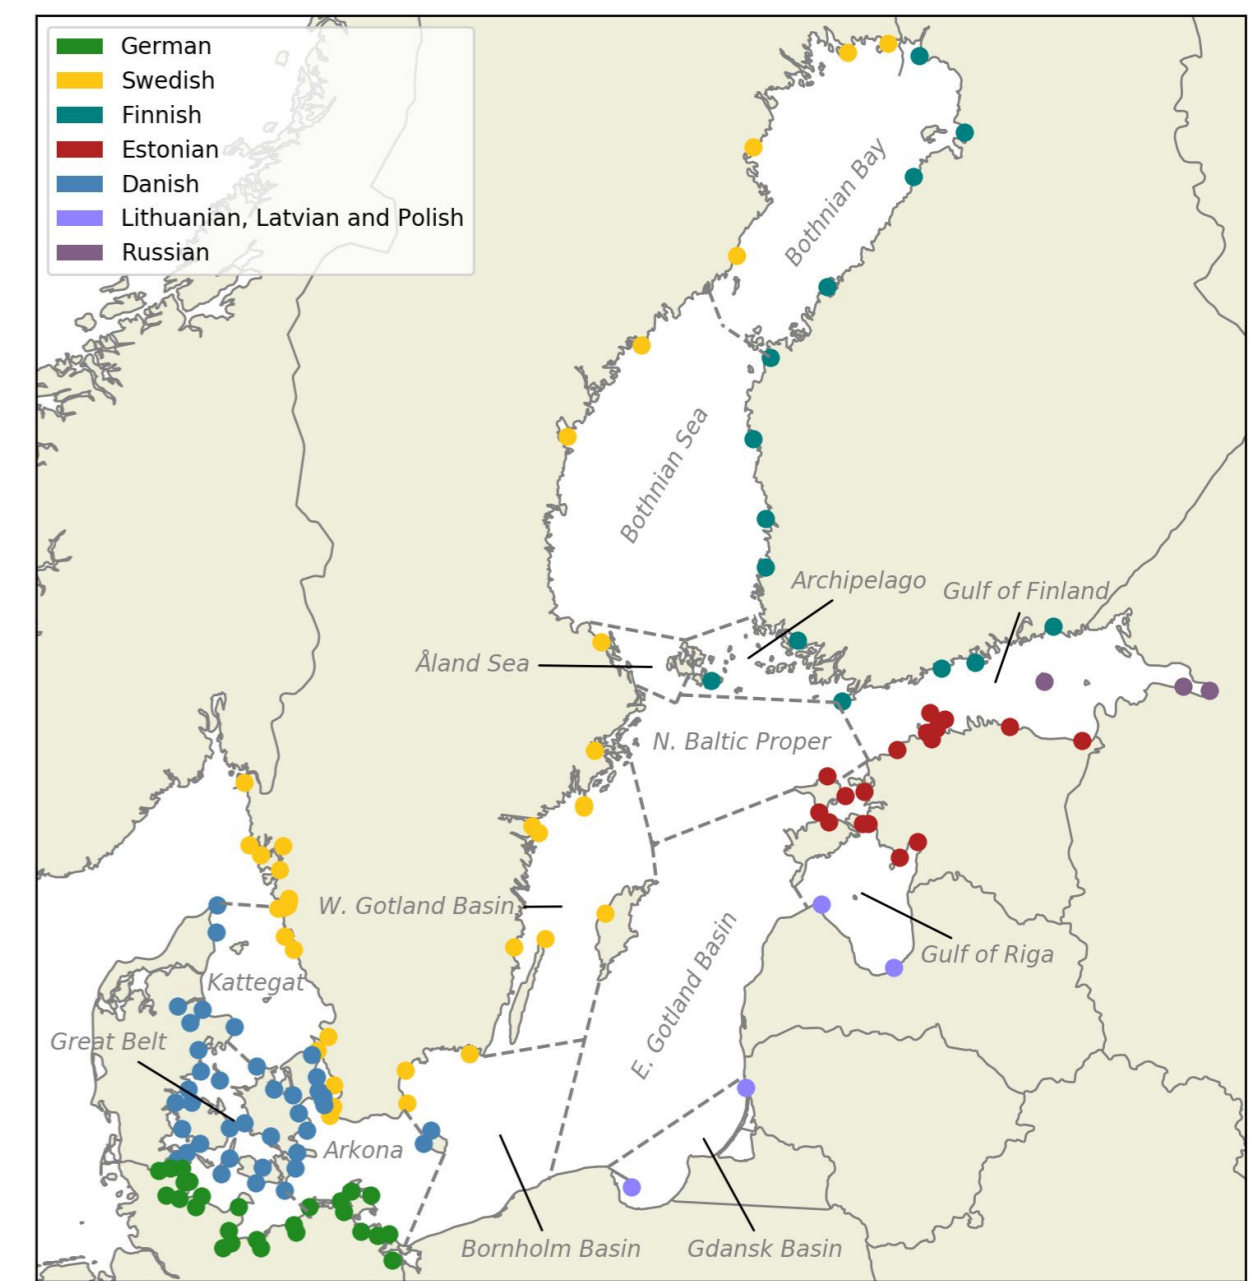 German
Swedish
Finnish
Estonian
Danish
Lithuanian, Latvian and Polish
Russian
Bothnian Bay
Bothnian Sea
Archipelago
Gulf of Finland
Åland Sea
N. Baltic Proper
W. Gotland Basin
Gulf of Riga
Kattegat
E. Gotland Basin
Great Belt
Arkona
Bornholm Basin
Gdansk Basin